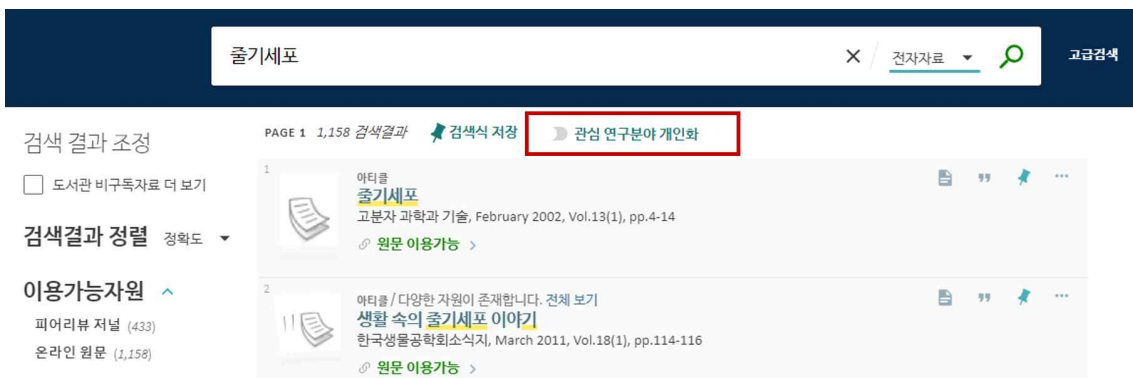 줄기세포
전자자료
고급검색
검색 결과 조정
도서관 비구독자료 더 보기
검색결과 정렬 정확도
이용가능자원
피어리뷰 저널 (433)
온라인 원문 (1,158)
PAGE 1 1,158 검색결과 검색식 저장 관심 연구분야 개인화
1
아티클
줄기세포
고분자 과학과 기술, February 2002, Vol.13(1), pp.4-14
원문 이용가능
2
아티클 / 다양한 자원이 존재합니다. 전체 보기
생활 속의 줄기세포 이야기
한국생물공학회소식지, March 2011, Vol.18(1), pp.114-116
원문 이용가능